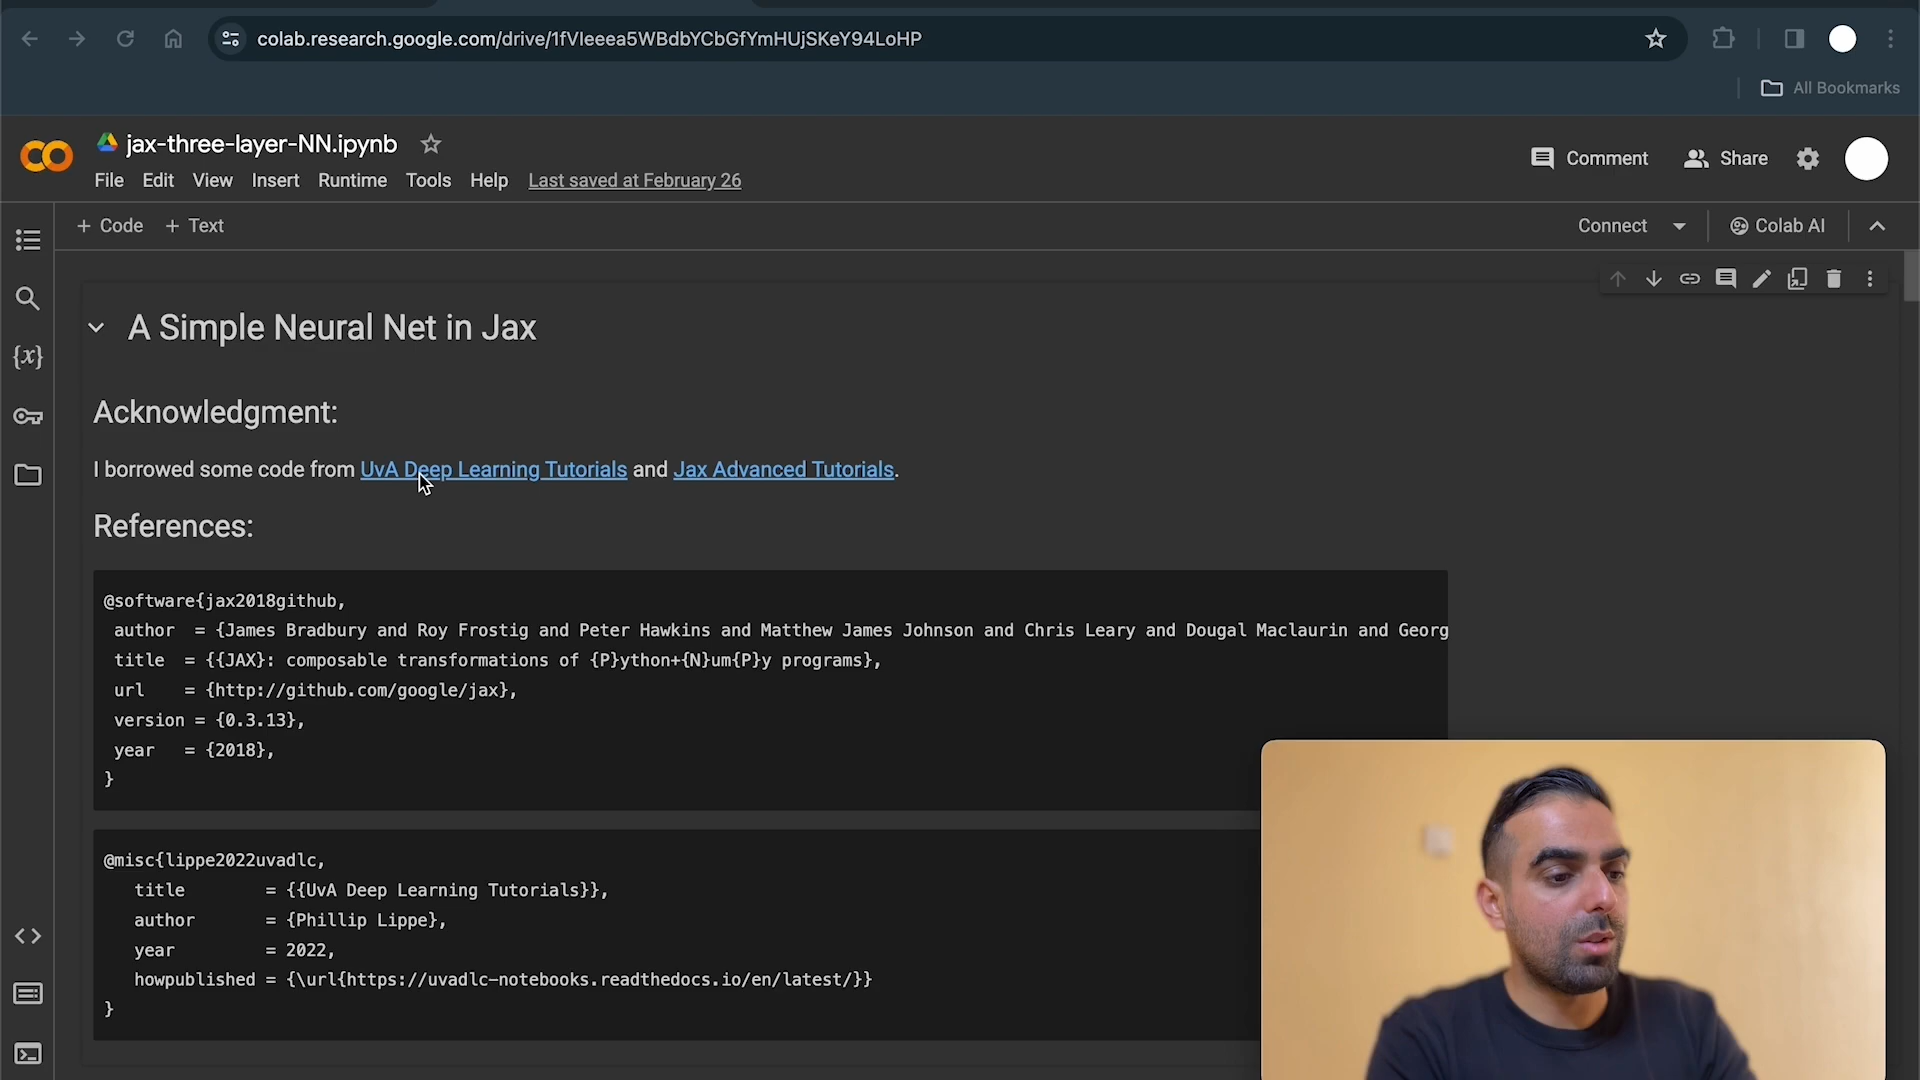 colab.research.google.com/drive/1fVIeeea5WBdbYCbGfYmHUjSKeY94LoHP
All Bookmarks
jax-three-layer-NN.ipynb
Comment
Share
File Edit View Insert Runtime Tools Help Last saved at February 26
+ Code + Text
Connect
Colab AI
A Simple Neural Net in Jax
Acknowledgment:
I borrowed some code from UvA Deep Learning Tutorials and Jax Advanced Tutorials.
References:
@software{jax2018github,
author = {James Bradbury and Roy Frostig and Peter Hawkins and Matthew James Johnson and Chris Leary and Dougal Maclaurin and Georg
title = {{JAX}: composable transformations of {P}ython+{N}um{P}y programs},
url = {http://github.com/google/jax},
version = {0.3.13},
year = {2018},
}
@misc{lippe2022uvadlc,
title = {{UvA Deep Learning Tutorials}},
author = {Phillip Lippe},
year = 2022,
howpublished = {\url{https://uvadlc-notebooks.readthedocs.io/en/latest/}}
}